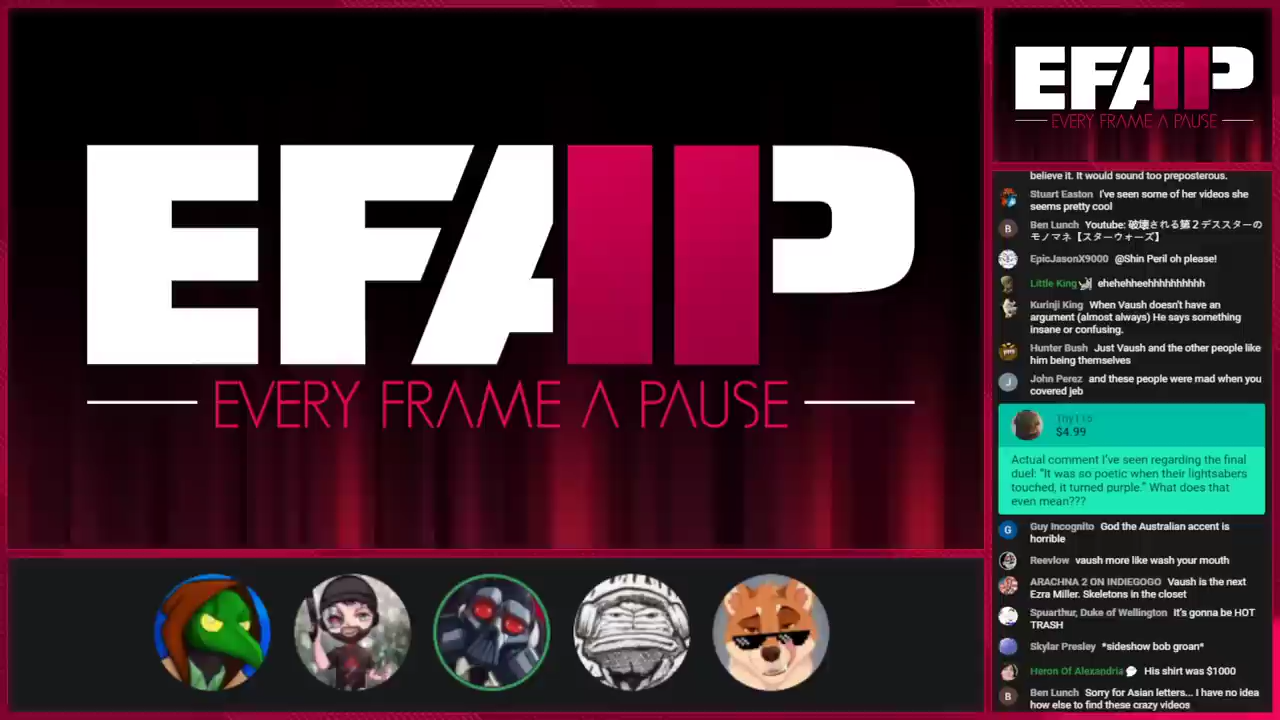 EFAP
EVERY FRAME A PAUSE
EFAP
EVERY FRAME A PAUSE
believe it. It would sound too preposterous.
Stuart Easton I've seen some of her videos she
seems pretty cool
B Ben Lunch Youtube: 破壊される第２デススターの
モノマネ【スターウォーズ】
EpicJasonX9000 @Shin Peril oh please!
Little King ehehehheehhhhhhhhhh
Kurinji King When Vaush doesn't have an
argument (almost always) He says something
insane or confusing.
Hunter Bush Just Vaush and the other people like
him being themselves
J John Perez and these people were mad when you
covered jeb
$4.99
Actual comment I've seen regarding the final
duel: "It was so poetic when their lightsabers
touched, it turned purple." What does that
even mean???
G Guy Incognito God the Australian accent is
horrible
Reevlow vaush more like wash your mouth
ARACHNA 2 ON INDIEGOGO Vaush is the next
Ezra Miller. Skeletons in the closet
Spuarthur, Duke of Wellington It's gonna be HOT
TRASH
Skylar Presley *sideshow bob groan*
Heron Of Alexandria His shirt was $1000
B Ben Lunch Sorry for Asian letters... I have no idea
how else to find these crazy videos